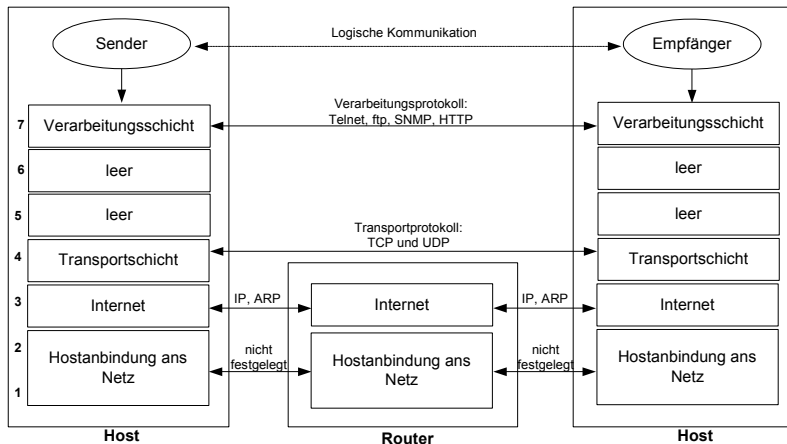 Sender
Logische Kommunikation
Empfänger
Verarbeitungsprotokoll:
Telnet, ftp, SNMP, HTTP
7
Verarbeitungsschicht
Verarbeitungsschicht
6
leer
leer
5
leer
leer
Transportprotokoll:
TCP und UDP
4
Transportschicht
Transportschicht
3
Internet
IP, ARP
Internet
IP, ARP
Internet
2
Hostanbindung ans
Netz
nicht
festgelegt
Hostanbindung ans
Netz
nicht
festgelegt
Hostanbindung ans
Netz
1
Host
Router
Host